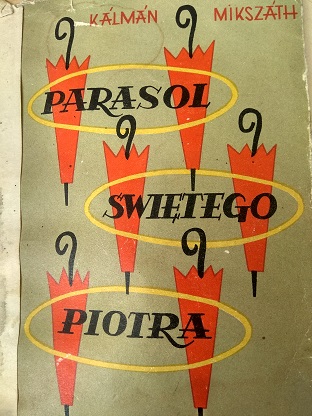 KÁLMÁN MIKSZÁTH
PARASOL
ŚWIĘTEGO
PIOTRA